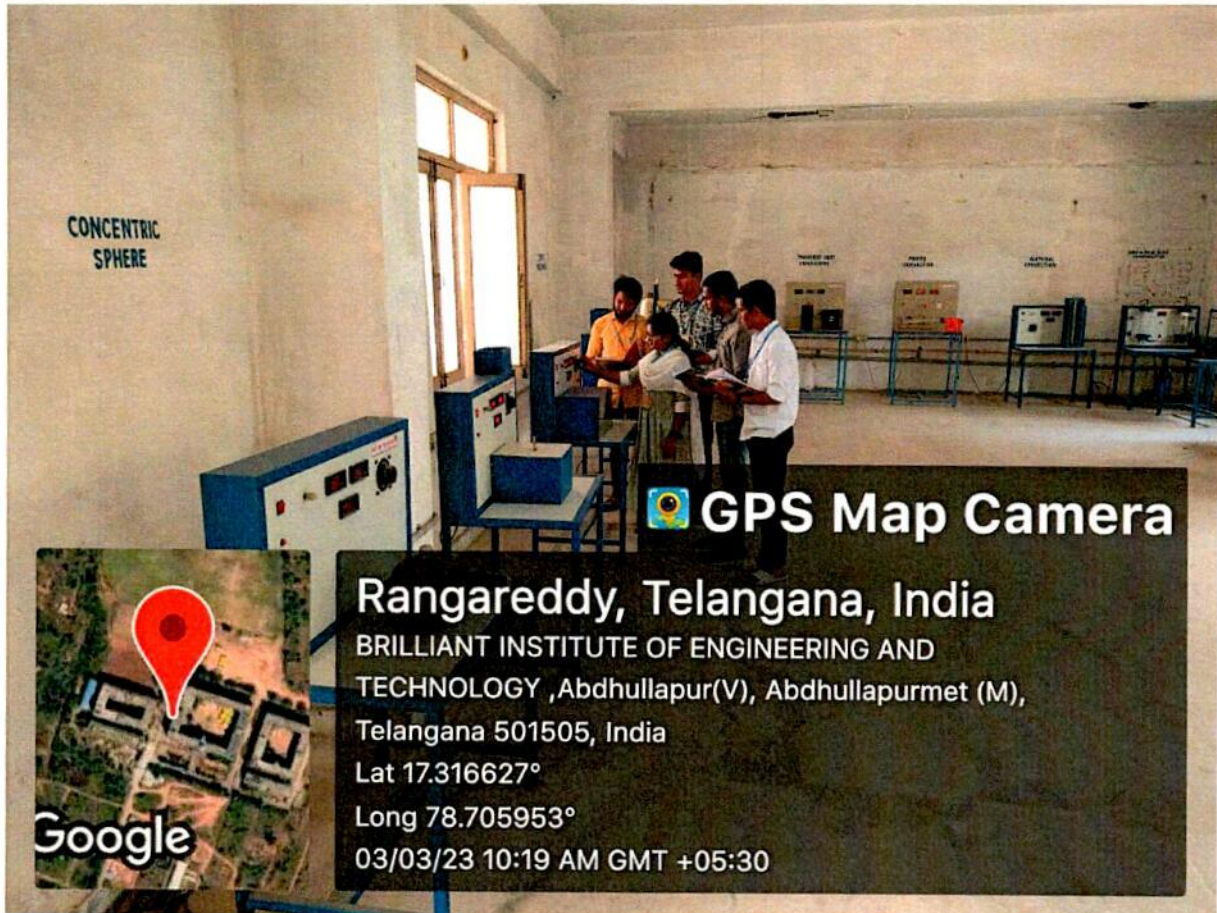 CONCENTRIC
SPHERE
GPS Map Camera
Rangareddy, Telangana, India
BRILLIANT INSTITUTE OF ENGINEERING AND
TECHNOLOGY ,Abdhullapur(V), Abdhullapurmet (M),
Telangana 501505, India
Lat 17.316627°
Long 78.705953°
03/03/23 10:19 AM GMT +05:30
Google